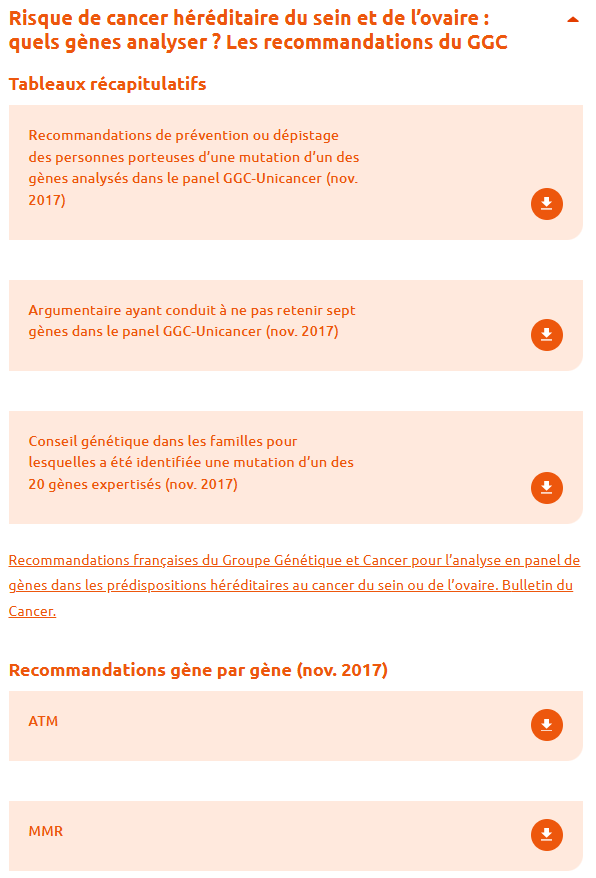 Risque de cancer héréditaire du sein et de l’ovaire :
quels gènes analyser ? Les recommandations du GGC
Tableaux récapitulatifs
Recommandations de prévention ou dépistage
des personnes porteuses d’une mutation d’un des
gènes analysés dans le panel GGC-Unicancer (nov.
2017)
Argumentaire ayant conduit à ne pas retenir sept
gènes dans le panel GGC-Unicancer (nov. 2017)
Conseil génétique dans les familles pour
lesquelles a été identifiée une mutation d’un des
20 gènes expertisés (nov. 2017)
Recommandations françaises du Groupe Génétique et Cancer pour l’analyse en panel de
gènes dans les prédispositions héréditaires au cancer du sein ou de l’ovaire. Bulletin du
Cancer.
Recommandations gène par gène (nov. 2017)
ATM
MMR